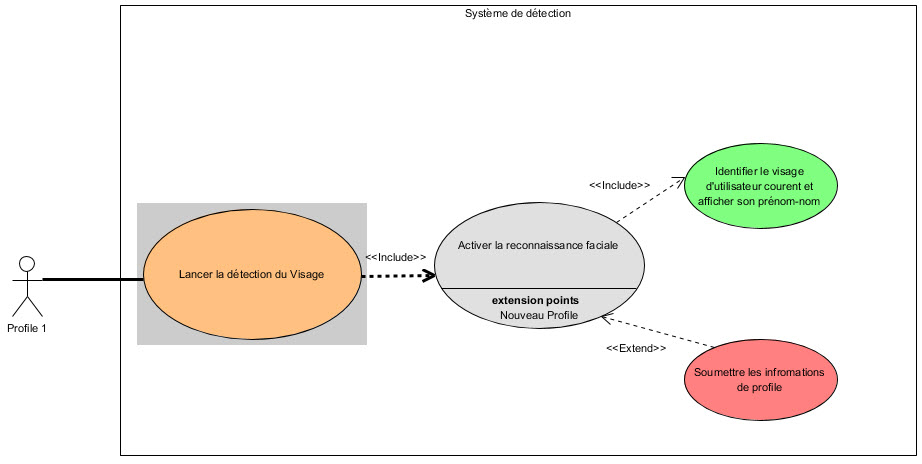 Système de détection
Identifier le visage
d'utilisateur courent et
afficher son prénom-nom
<<Include>>
Activer la reconnaissance faciale
<<Include>>
Lancer la détection du Visage
extension points
Nouveau Profile
Profile 1
<<Extend>>
Soumettre les infromations
de profile